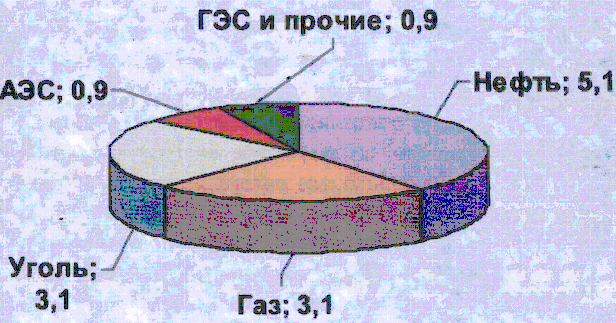 ГЭС и прочие; 0,9
АЭС; 0,9
Нефть; 5,1
Уголь;
3,1
Газ; 3,1